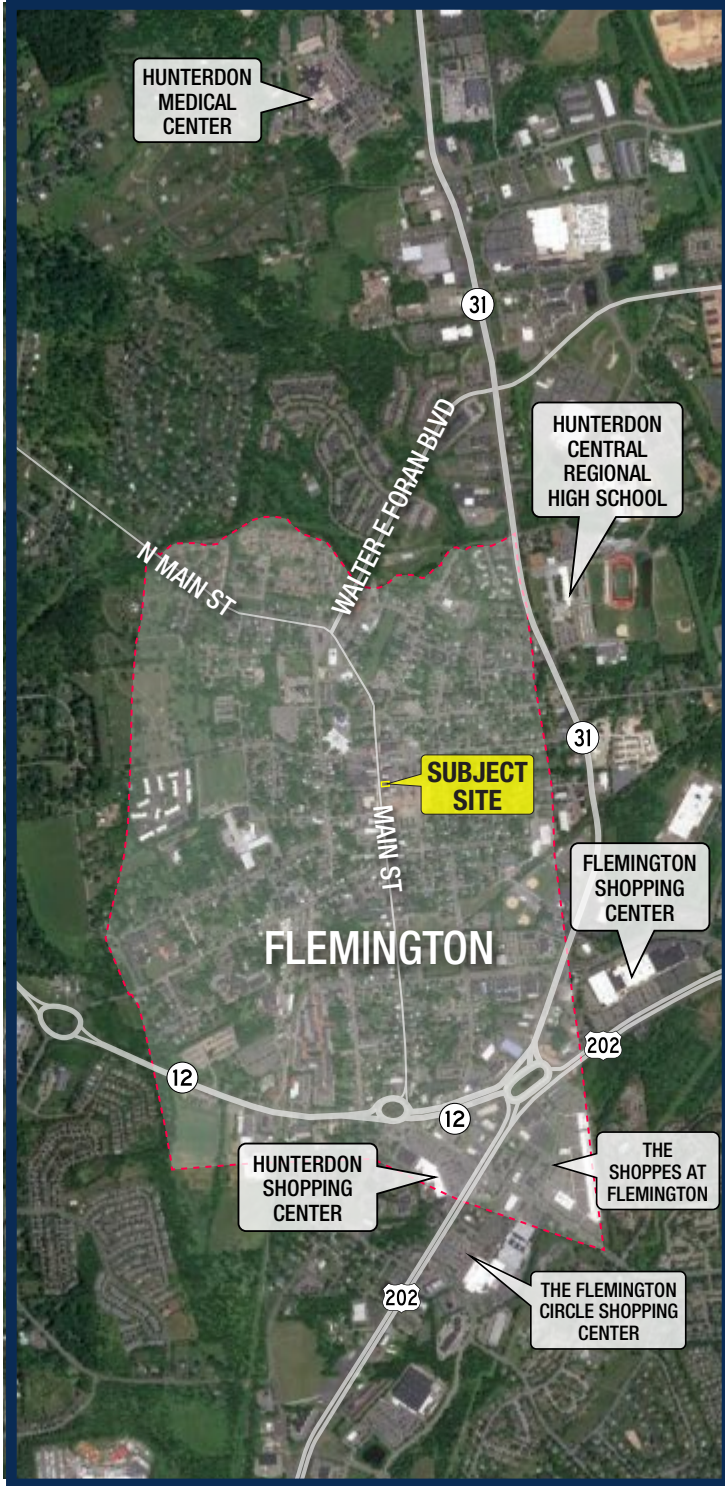 HUNTERDON
MEDICAL
CENTER
31
WALTER E FORAN BLVD
HUNTERDON
CENTRAL
REGIONAL
HIGH SCHOOL
N MAIN ST
31
SUBJECT
SITE
MAIN ST
FLEMINGTON
SHOPPING
CENTER
FLEMINGTON
202
12
12
HUNTERDON
SHOPPING
CENTER
THE
SHOPPES AT
FLEMINGTON
202
THE FLEMINGTON
CIRCLE SHOPPING
CENTER